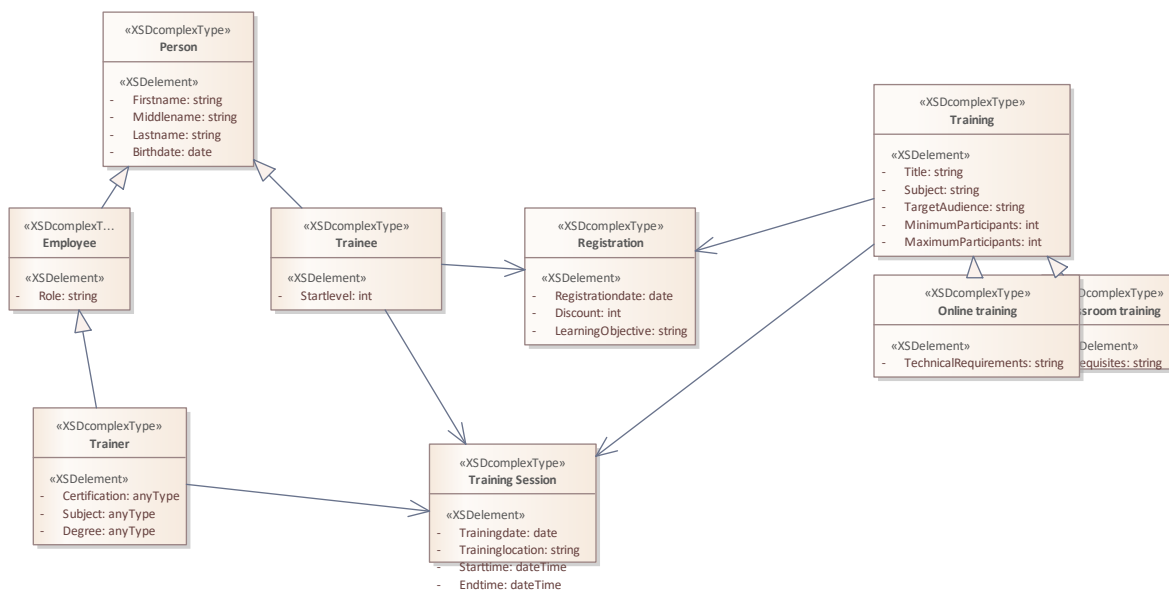 «XSDcomplexType»
Person
«XSDelement»
- Firstname: string
- Middlename: string
- Lastname: string
- Birthdate: date
«XSDcomplexType»
Training
«XSDelement»
- Title: string
- Subject: string
- TargetAudience: string
- MinimumParticipants: int
- MaximumParticipants: int
«XSDcomplexT...
Employee
«XSDelement»
- Role: string
«XSDcomplexType»
Trainee
«XSDelement»
- Startlevel: int
«XSDcomplexType»
Registration
«XSDelement»
- Registrationdate: date
- Discount: int
- LearningObjective: string
«XSDcomplexType»
Online training
«XSDelement»
- TechnicalRequirements: string
Dcomplextype»
ssroom training
Delement»
equisites: string
«XSDcomplexType»
Trainer
«XSDelement»
- Certification: anyType
- Subject: anyType
- Degree: anyType
«XSDcomplexType»
Training Session
«XSDelement»
- Trainingdate: date
- Traininglocation: string
- Starttime: dateTime
- Endtime: dateTime